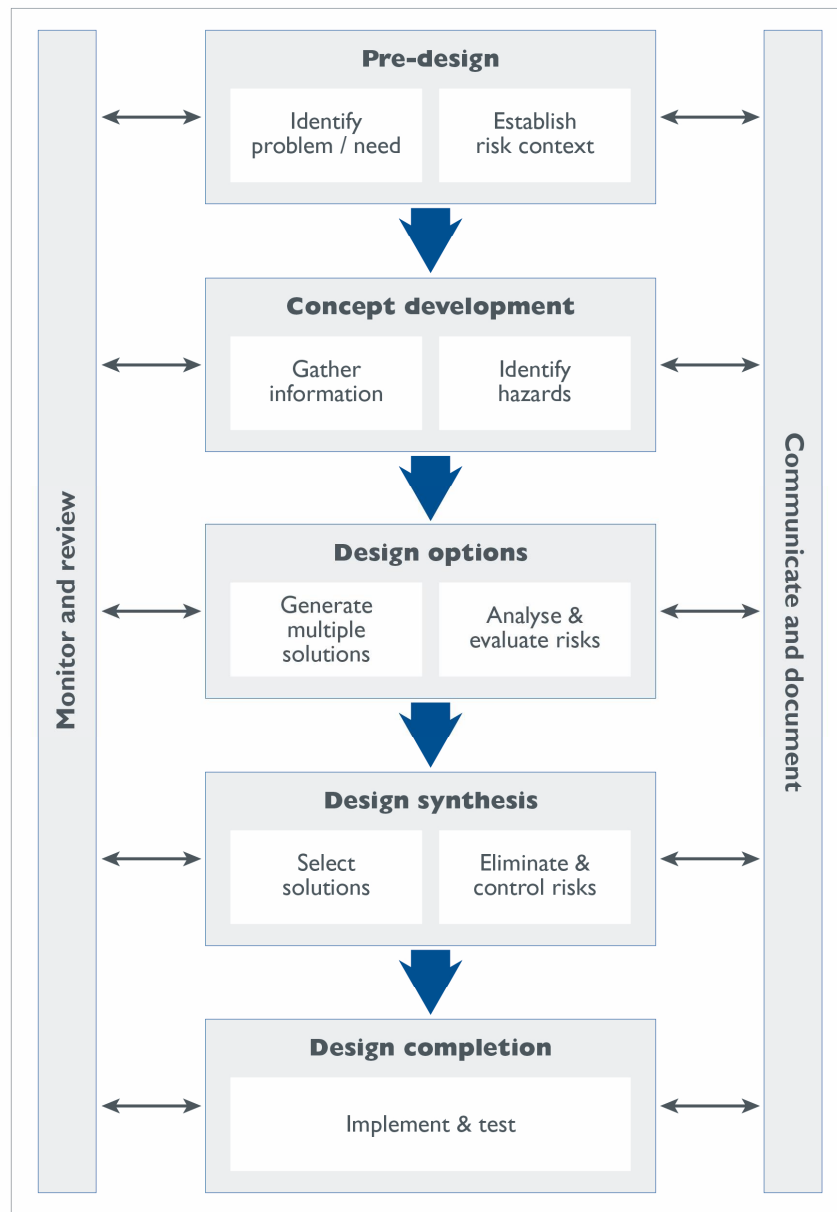 Pre-design
Identify
problem / need
Establish
risk context
Concept development
Gather
information
Identify
hazards
Design options
Generate
multiple
solutions
Analyse &
evaluate risks
Design synthesis
Select
solutions
Eliminate &
control risks
Design completion
Implement & test
Monitor and review
Communicate and document